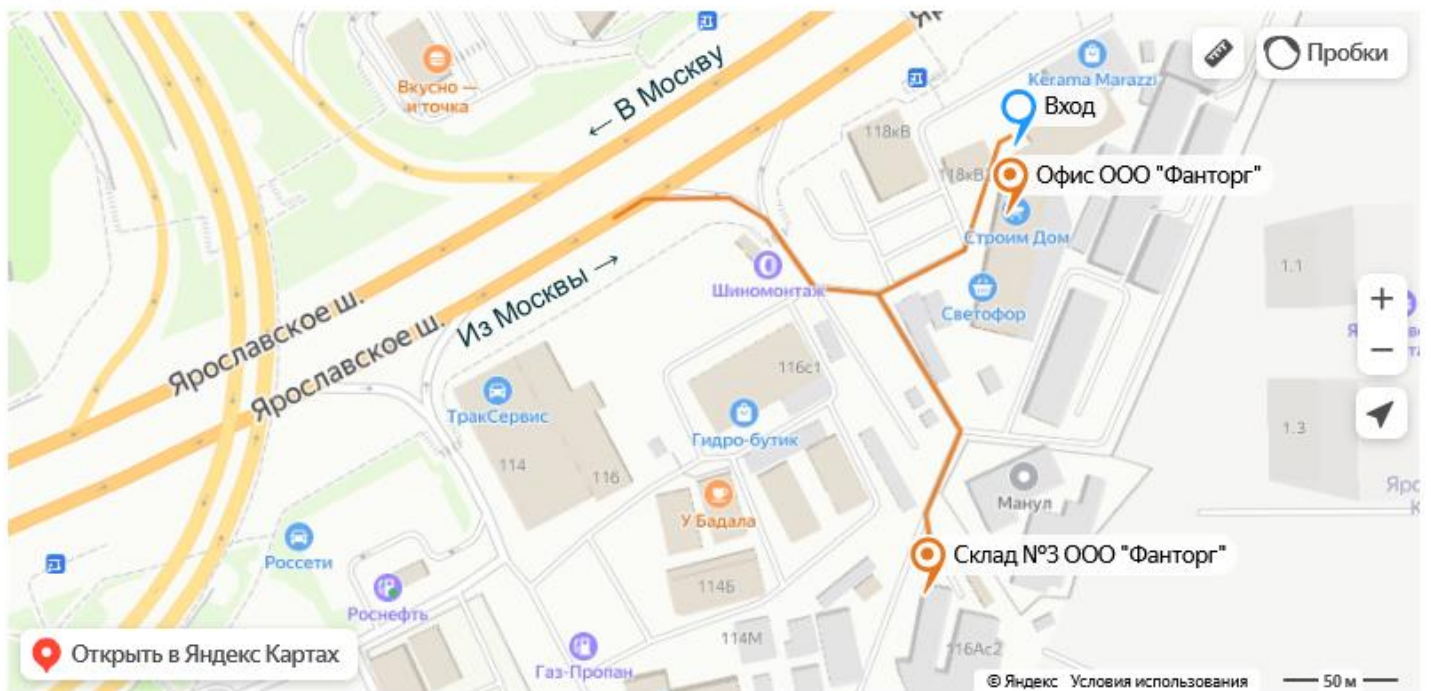 Вкусно —
и точка
← В Москву
Kerama Marazzi
Пробки
Вход
118кВ
118кВ
Офис ООО "Фанторг"
Строим Дом
Шиномонтаж
Светофор
1.1
Ярославское ш.
Из Москвы →
Ярославское ш.
116с1
ТракСервис
Гидро-бутик
1.3
114
116
Манул
У Бадала
Россети
Склад №3 ООО "Фанторг"
114Б
Роснефть
114М
116Ас2
Газ-Пропан
Открыть в Яндекс Картах
© Яндекс Условия использования
50 м